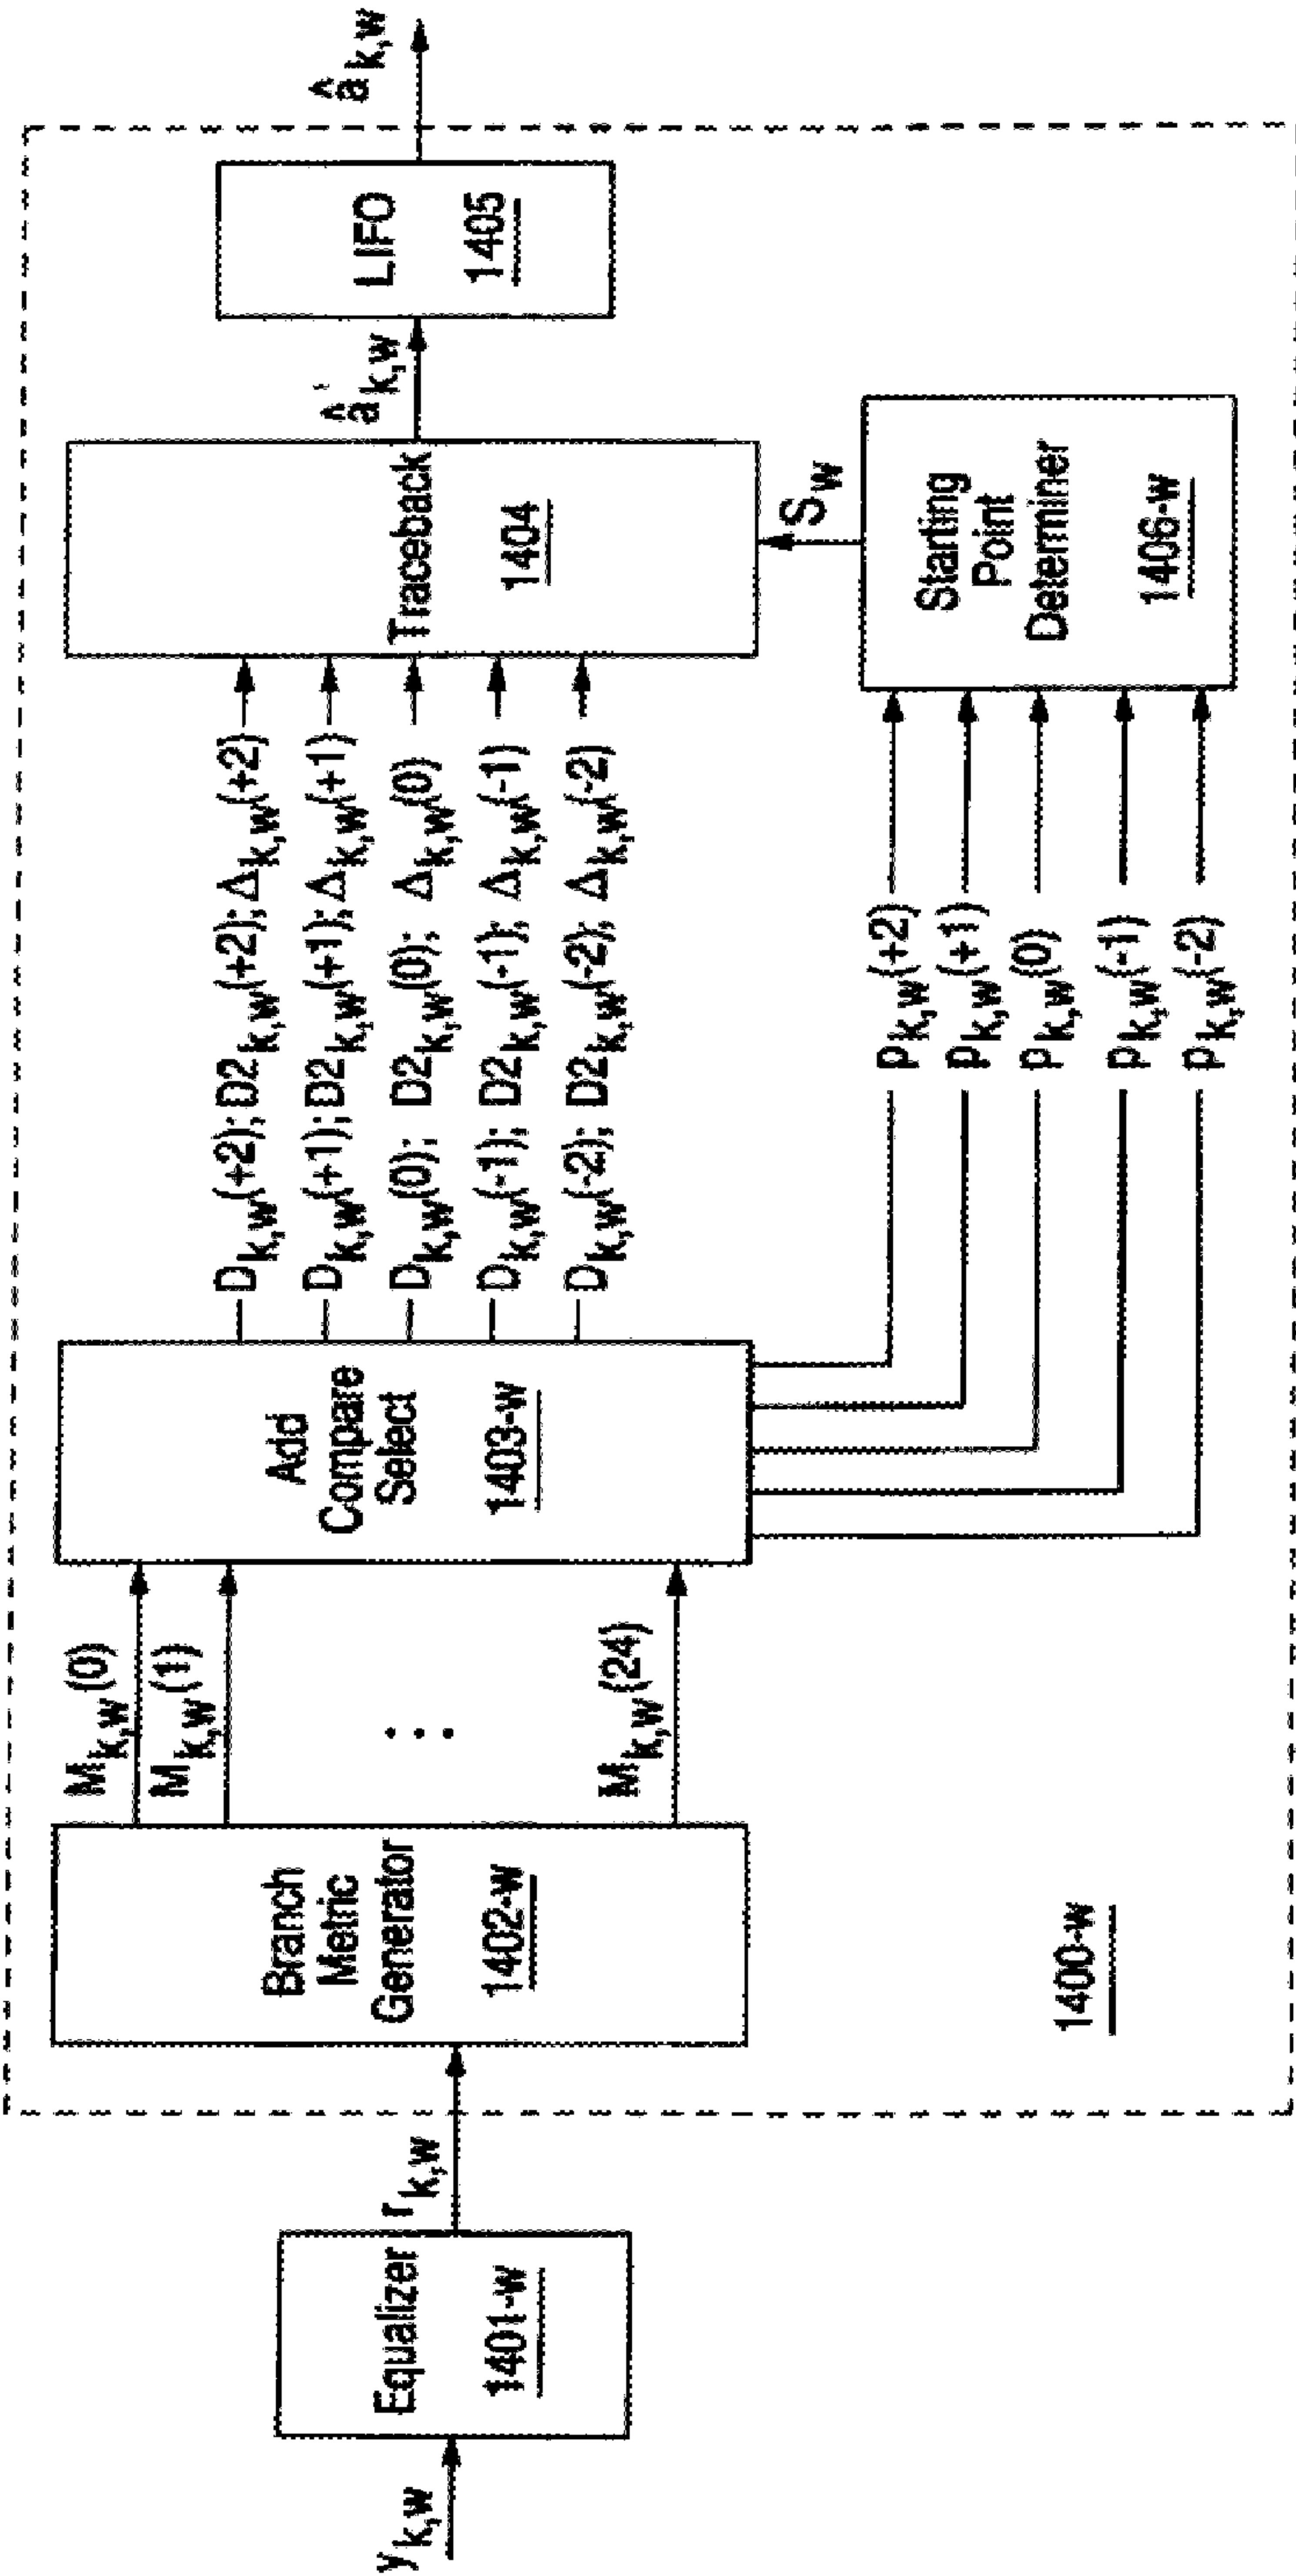 y_k,w
Equalizer
1401-w
r_k,w
Branch
Metric
Generator
1402-w
M_k,w(0)
M_k,w(1)
...
M_k,w(24)
Add
Compare
Select
1403-w
D_k,w(+2); D2_k,w(+2); Δ_k,w(+2)
D_k,w(+1); D2_k,w(+1); Δ_k,w(+1)
D_k,w(0); D2_k,w(0); Δ_k,w(0)
D_k,w(-1); D2_k,w(-1); Δ_k,w(-1)
D_k,w(-2); D2_k,w(-2); Δ_k,w(-2)
p_k,w(+2)
p_k,w(+1)
p_k,w(0)
p_k,w(-1)
p_k,w(-2)
Traceback
1404
S_w
Starting
Point
Determiner
1406-w
â'_k,w
LIFO
1405
â_k,w
1400-w